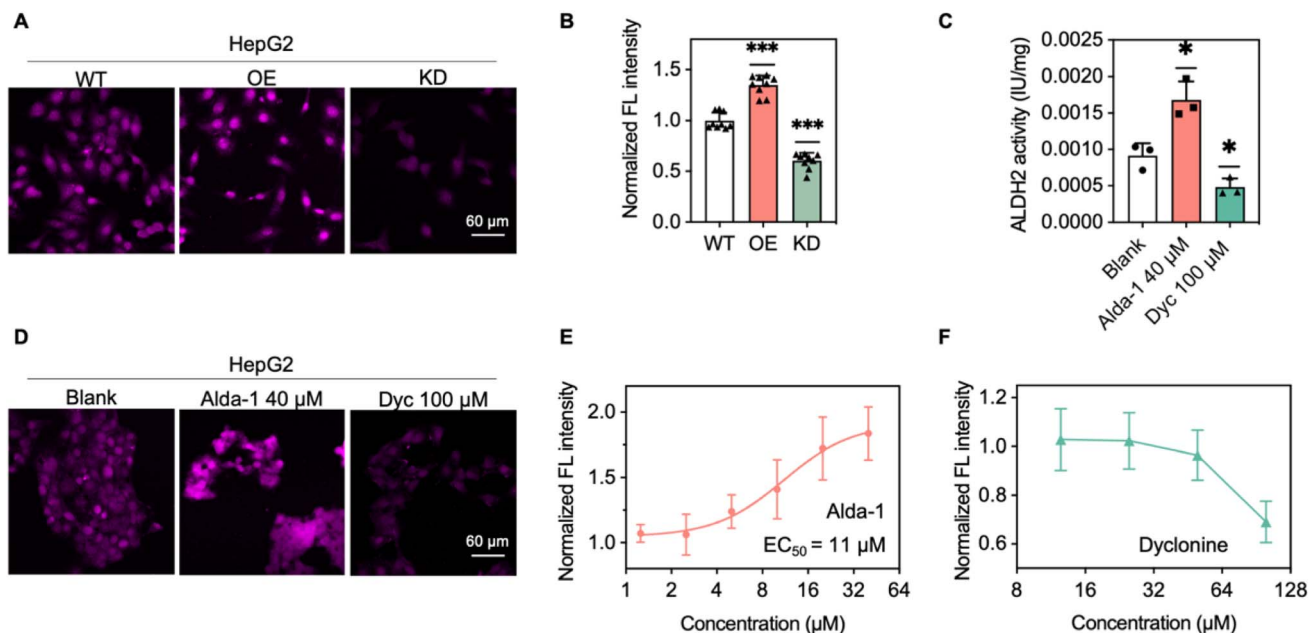 A
HepG2
WT OE KD
60 µm
B
Normalized FL intensity
1.5
1.0
0.5
0.0
***
***
WT OE KD
C
ALDH2 activity (IU/mg)
0.0025
0.0020
0.0015
0.0010
0.0005
0.0000
*
*
Blank
Alda-1 40 µM
Dyc 100 µM
D
HepG2
Blank Alda-1 40 µM Dyc 100 µM
60 µm
E
Normalized FL intensity
2.0
1.5
1.0
Alda-1
EC50 = 11 µM
1 2 4 8 16 32 64
Concentration (µM)
F
Normalized FL intensity
1.2
1.0
0.8
0.6
Dyclonine
8 16 32 64 128
Concentration (µM)